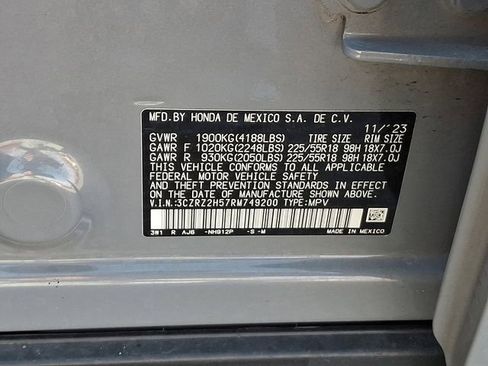 MFD.BY HONDA DE MEXICO S.A. DE C.V.
11/'23
GVWR 1900KG(4188LBS) TIRE SIZE RIM SIZE
GAWR F 1020KG(2248LBS) 225/55R18 98H 18X7.0J
GAWR R 930KG(2050LBS) 225/55R18 98H 18X7.0J
THIS VEHICLE CONFORMS TO ALL APPLICABLE
FEDERAL MOTOR VEHICLE SAFETY STANDARDS IN
EFFECT ON THE DATE OF MANUFACTURE SHOWN ABOVE.
V.I.N.:3CZRZ2H57RM749200 TYPE:MPV
3W1 R AJ6 -NH912P -S -M MADE IN MEXICO